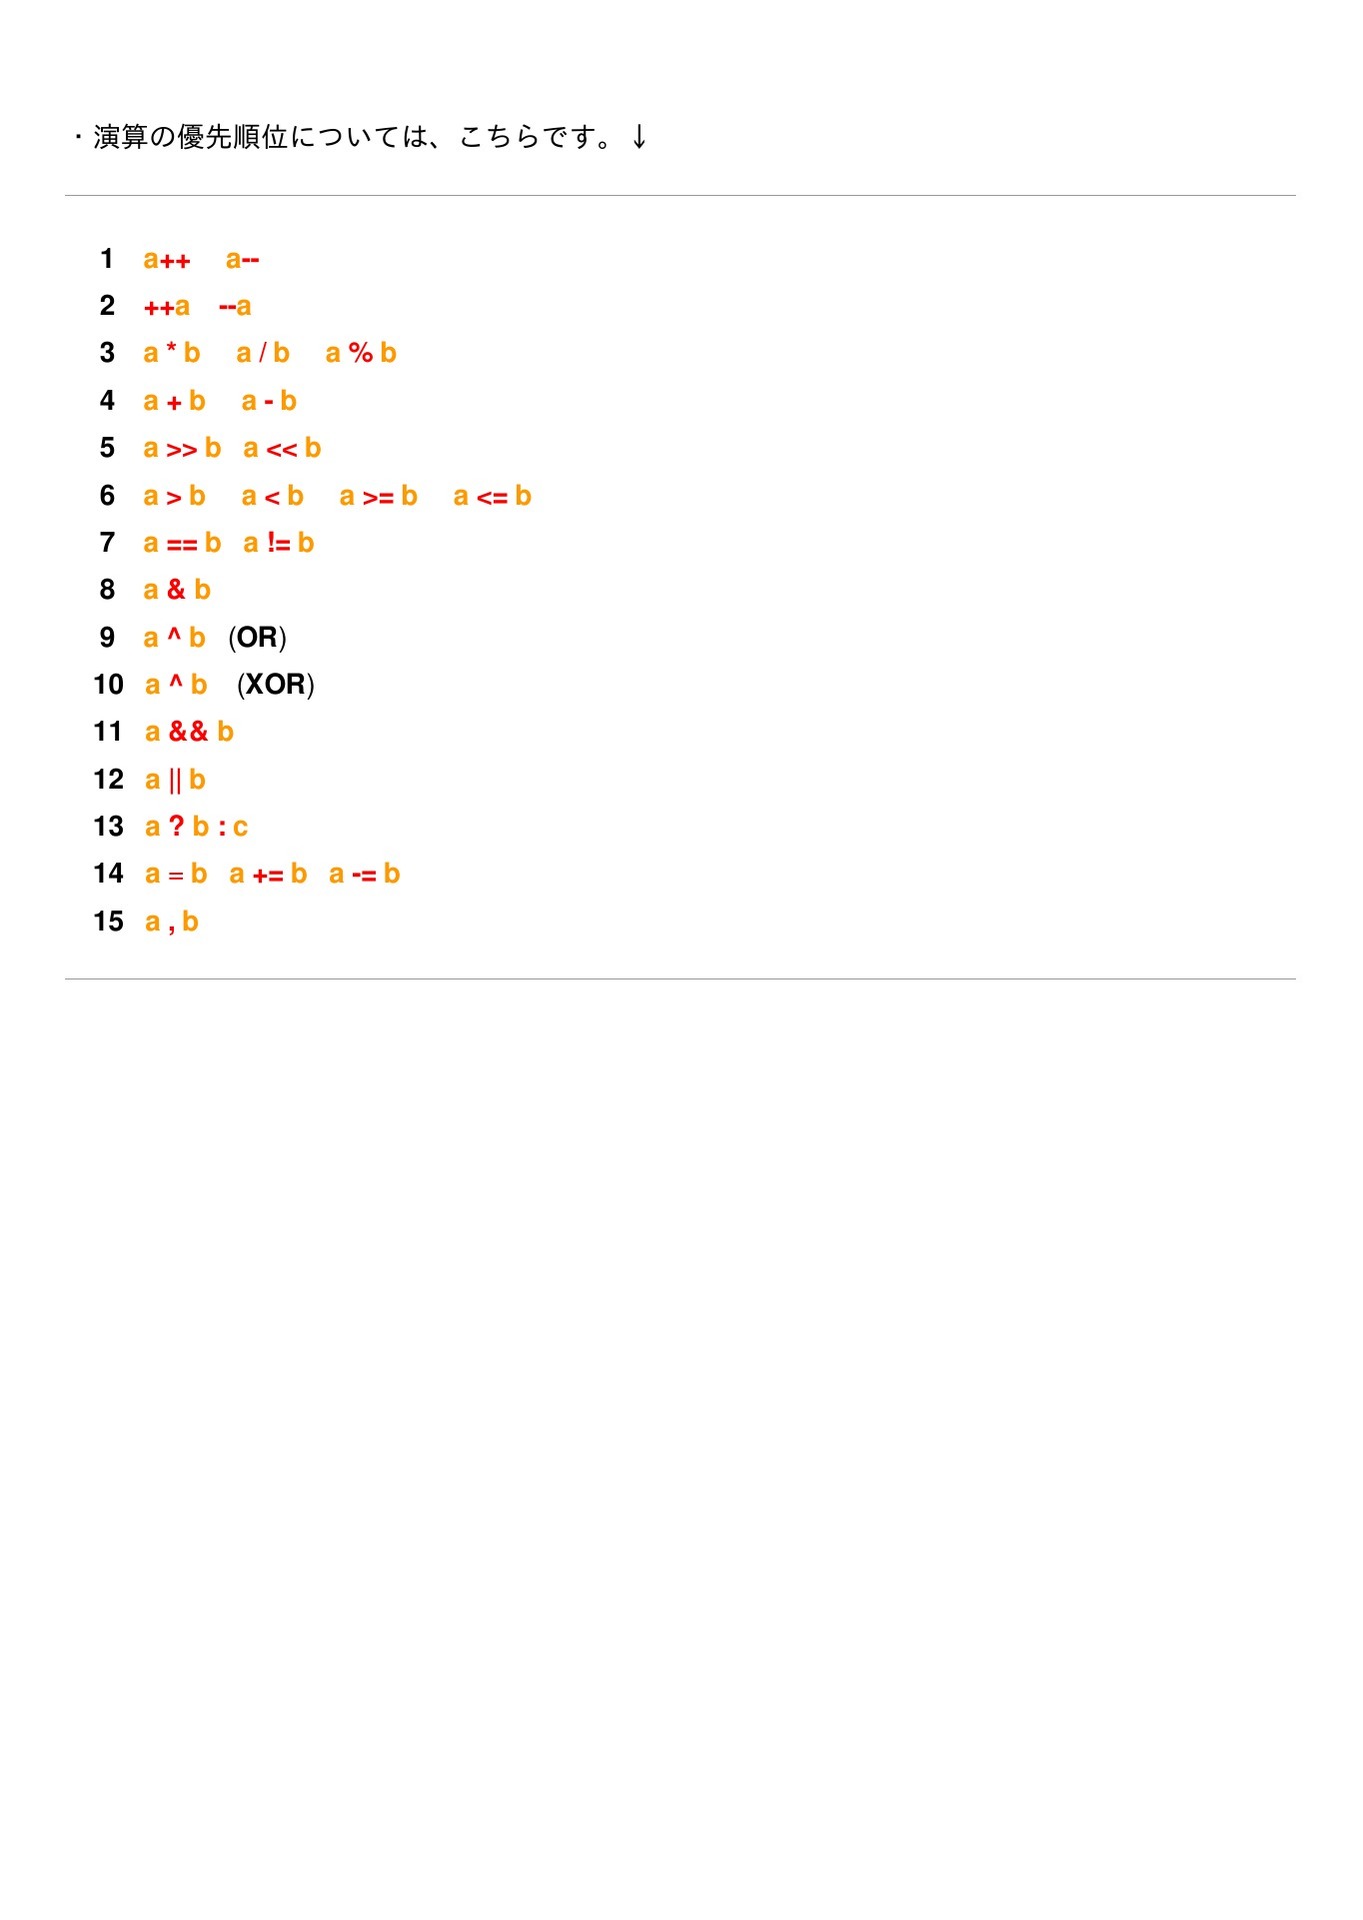 ・演算の優先順位については、こちらです。↓
1 a++ a--
2 ++a --a
3 a * b a / b a % b
4 a + b a - b
5 a >> b a << b
6 a > b a < b a >= b a <= b
7 a == b a != b
8 a & b
9 a ^ b (OR)
10 a ^ b (XOR)
11 a && b
12 a || b
13 a ? b : c
14 a = b a += b a -= b
15 a , b